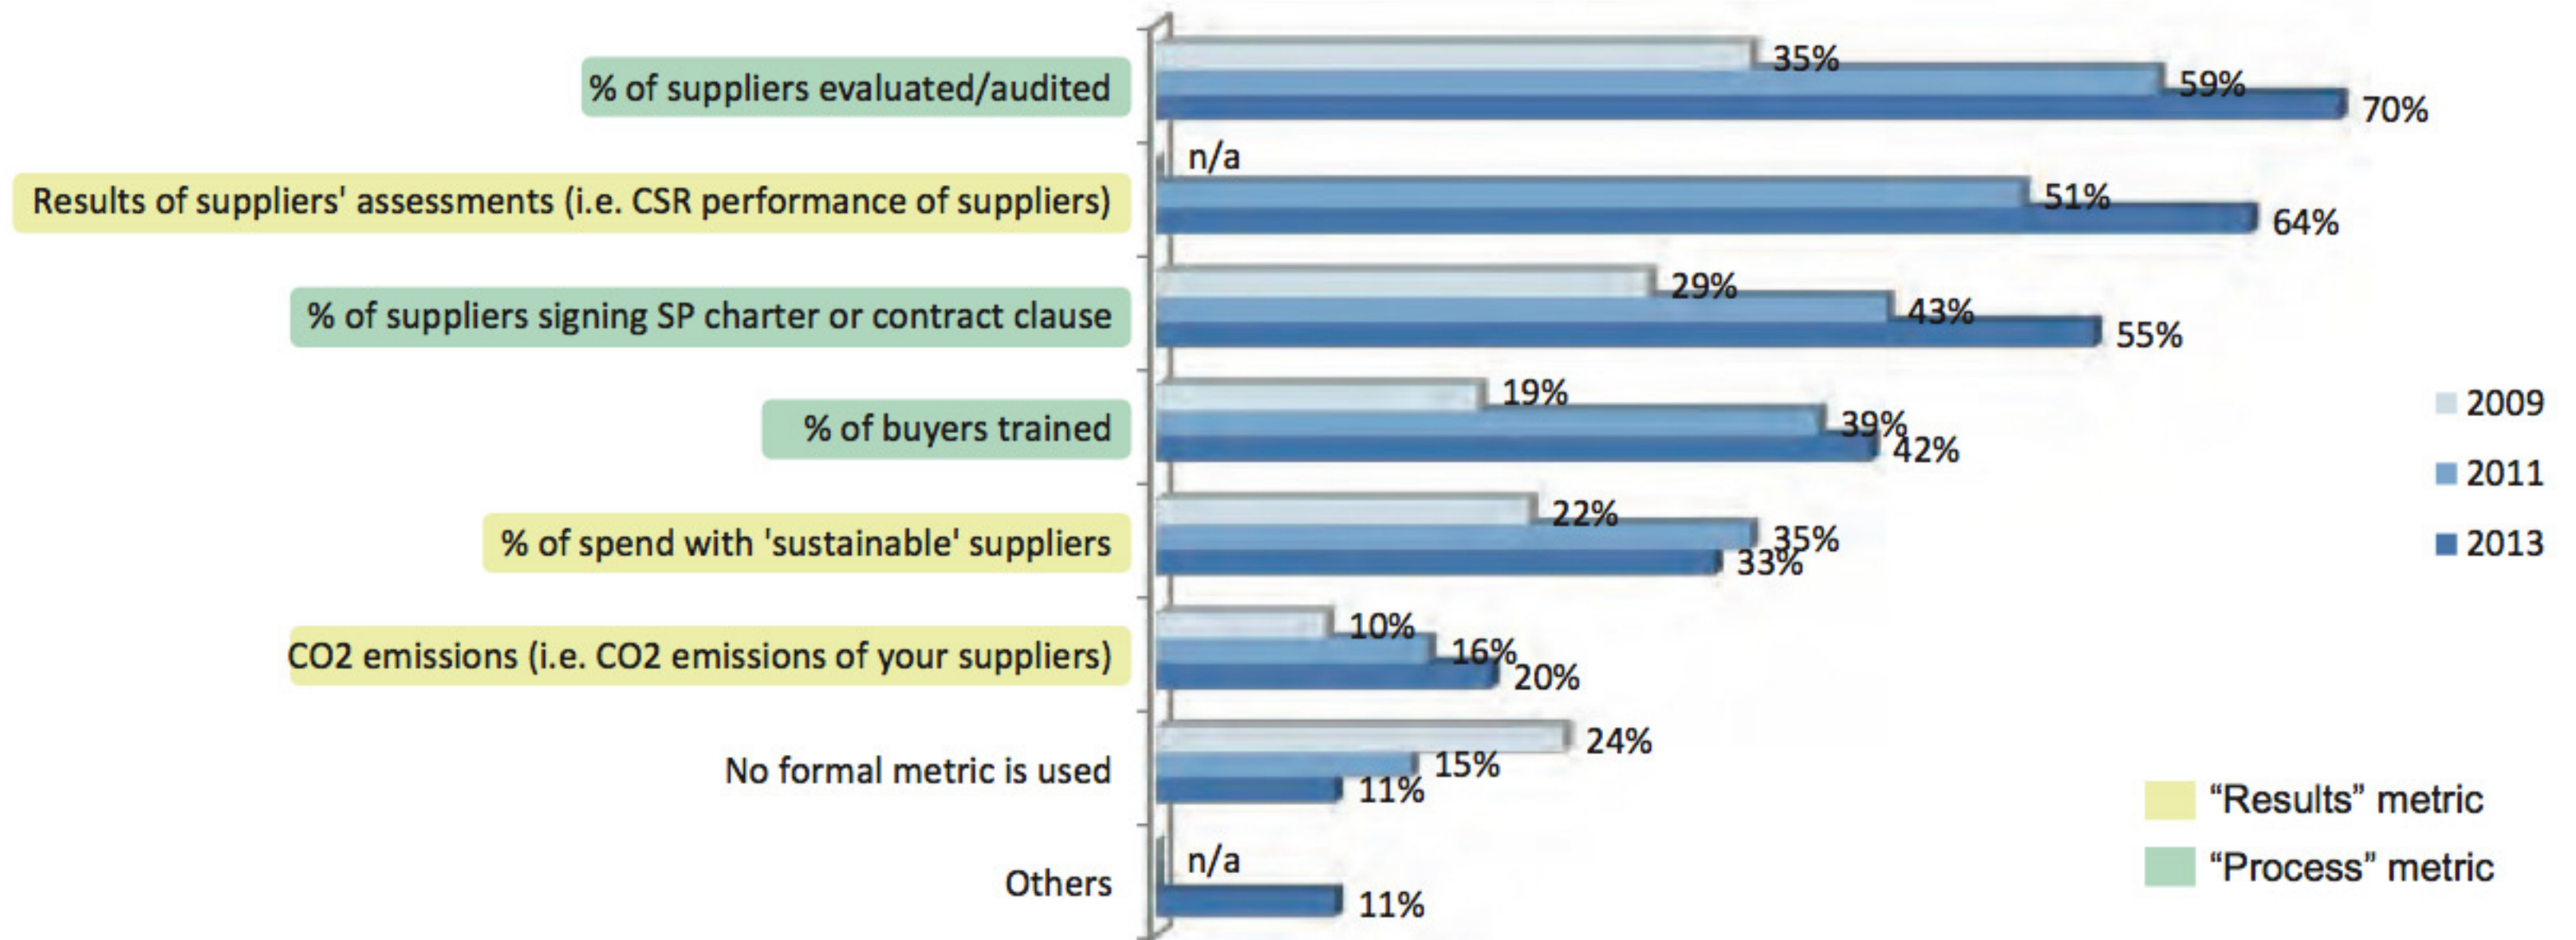 % of suppliers evaluated/audited
35%
59%
70%
Results of suppliers' assessments (i.e. CSR performance of suppliers)
n/a
51%
64%
% of suppliers signing SP charter or contract clause
29%
43%
55%
% of buyers trained
19%
39%
42%
% of spend with 'sustainable' suppliers
22%
35%
33%
CO2 emissions (i.e. CO2 emissions of your suppliers)
10%
16%
20%
No formal metric is used
24%
15%
11%
Others
n/a
11%
2009
2011
2013
“Results” metric
“Process” metric